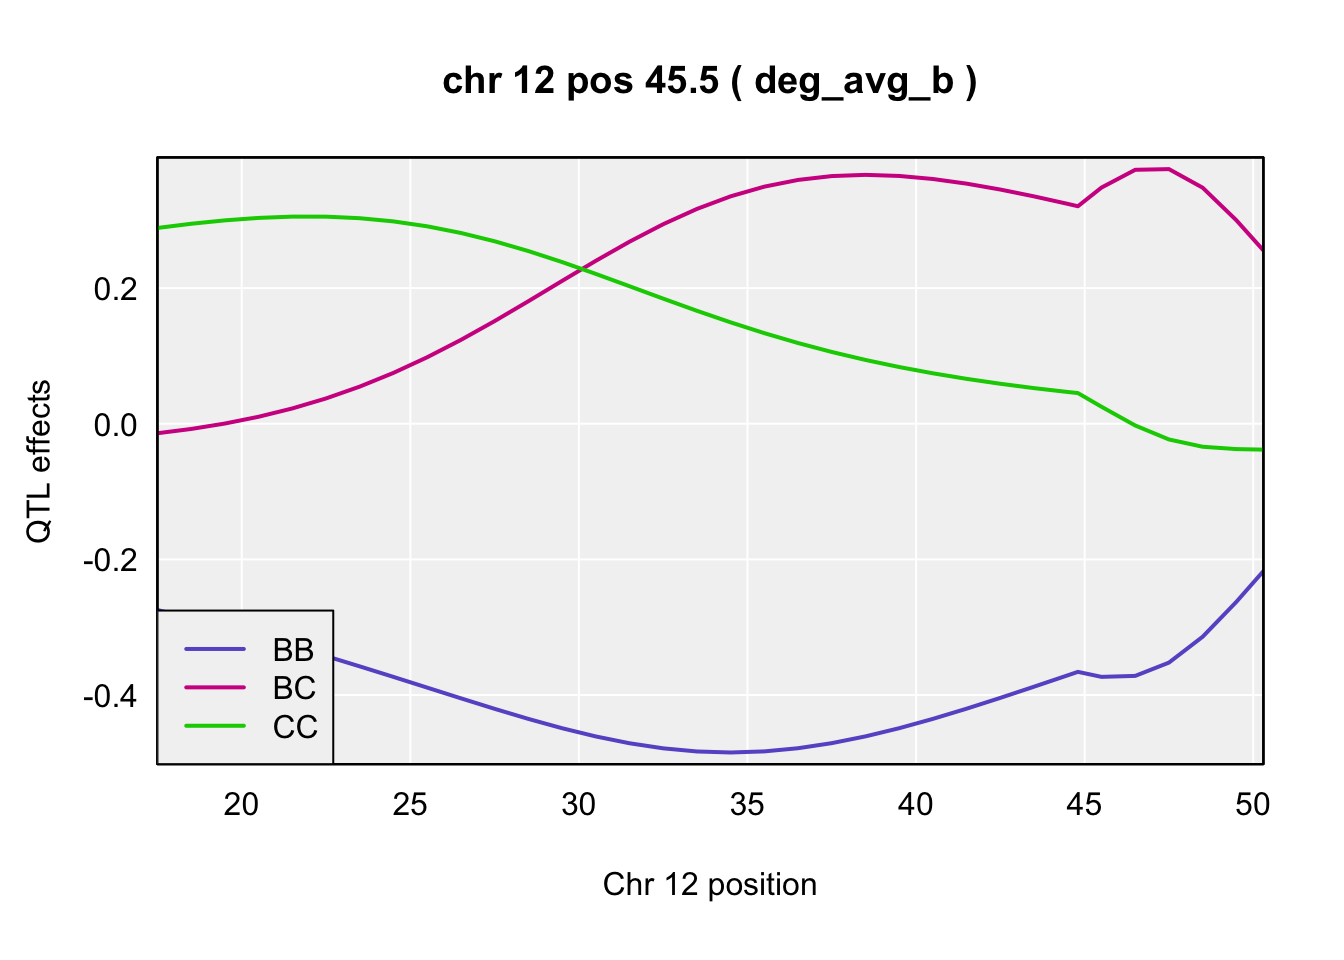 chr 12 pos 45.5 ( deg_avg_b )
QTL effects
0.2
0.0
-0.2
-0.4
BB
BC
CC
20 25 30 35 40 45 50
Chr 12 position